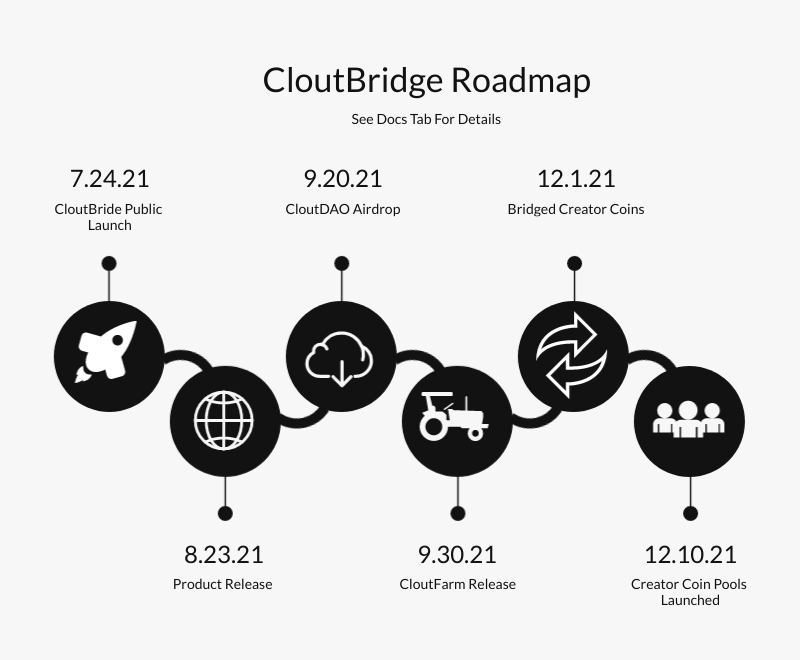 CloutBridge Roadmap
See Docs Tab For Details
7.24.21
CloutBride Public
Launch
9.20.21
CloutDAO Airdrop
12.1.21
Bridged Creator Coins
8.23.21
Product Release
9.30.21
CloutFarm Release
12.10.21
Creator Coin Pools
Launched